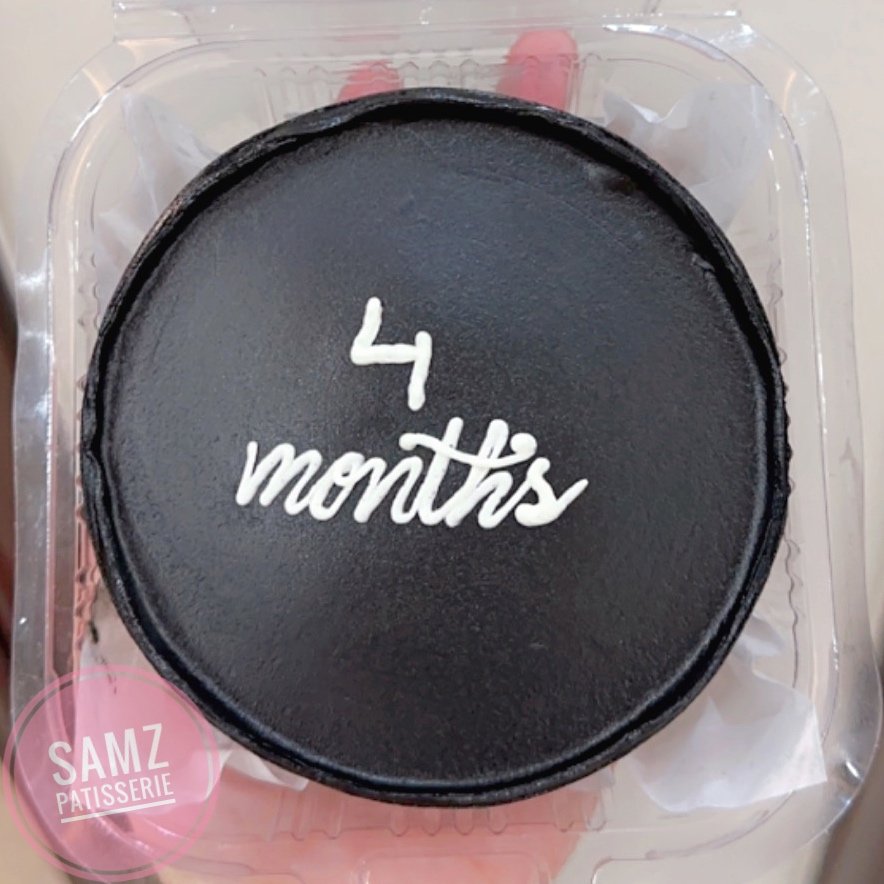 4
months
SAMZ
PATISSERIE